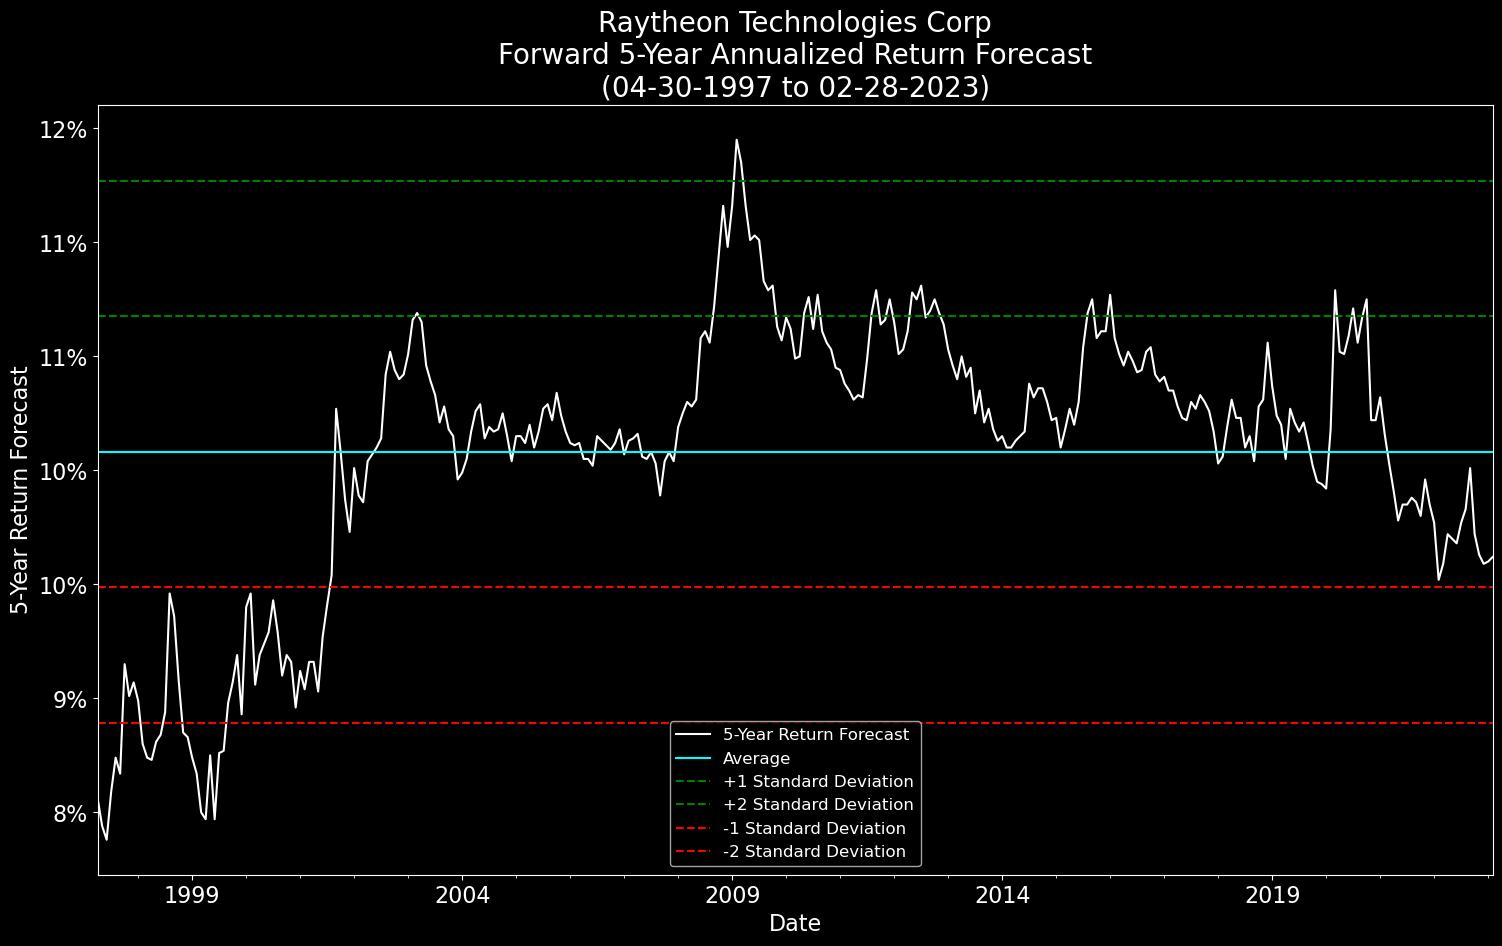 Raytheon Technologies Corp
Forward 5-Year Annualized Return Forecast
(04-30-1997 to 02-28-2023)
12%
11%
11%
10%
10%
9%
8%
5-Year Return Forecast
5-Year Return Forecast
Average
+1 Standard Deviation
+2 Standard Deviation
-1 Standard Deviation
-2 Standard Deviation
1999 2004 2009 2014 2019
Date